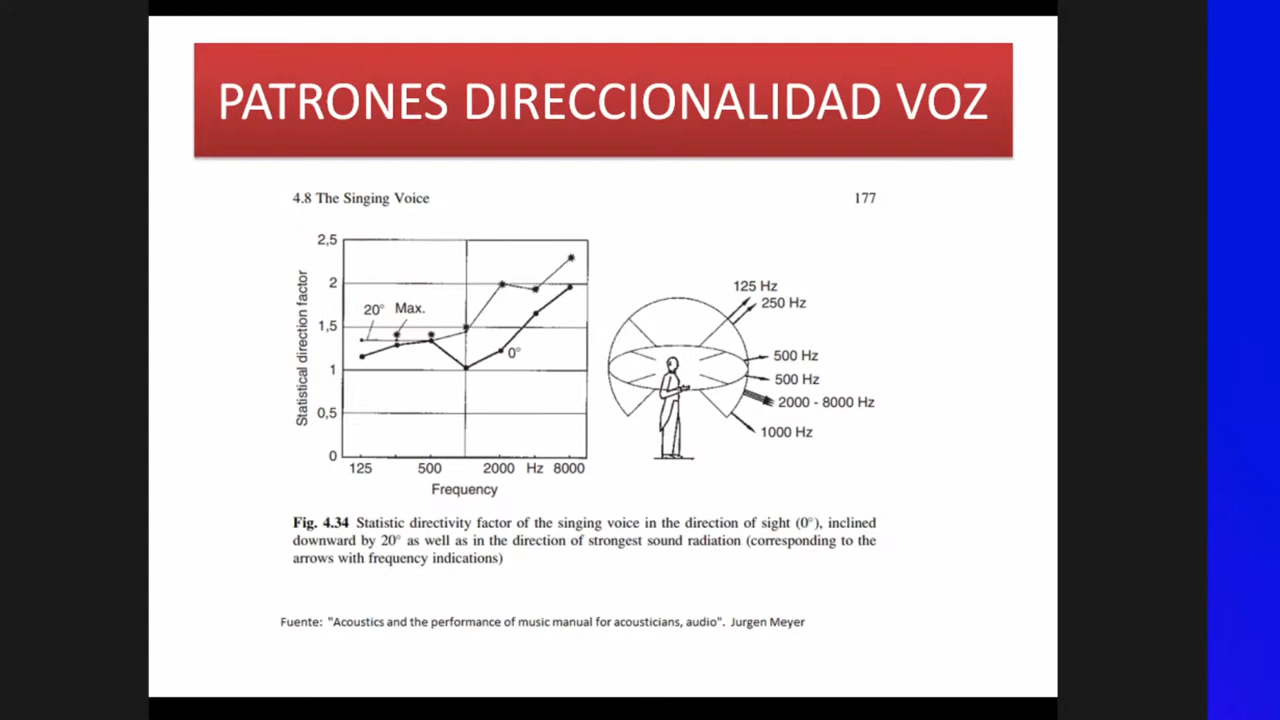 PATRONES DIRECCIONALIDAD VOZ
4.8 The Singing Voice 177
Statistical direction factor
2,5
2
1,5
1
0,5
0
20° Max.
0°
125 500 2000 Hz 8000
Frequency
125 Hz
250 Hz
500 Hz
500 Hz
2000 - 8000 Hz
1000 Hz
Fig. 4.34 Statistic directivity factor of the singing voice in the direction of sight (0°), inclined
downward by 20° as well as in the direction of strongest sound radiation (corresponding to the
arrows with frequency indications)
Fuente: "Acoustics and the performance of music manual for acousticians, audio". Jurgen Meyer